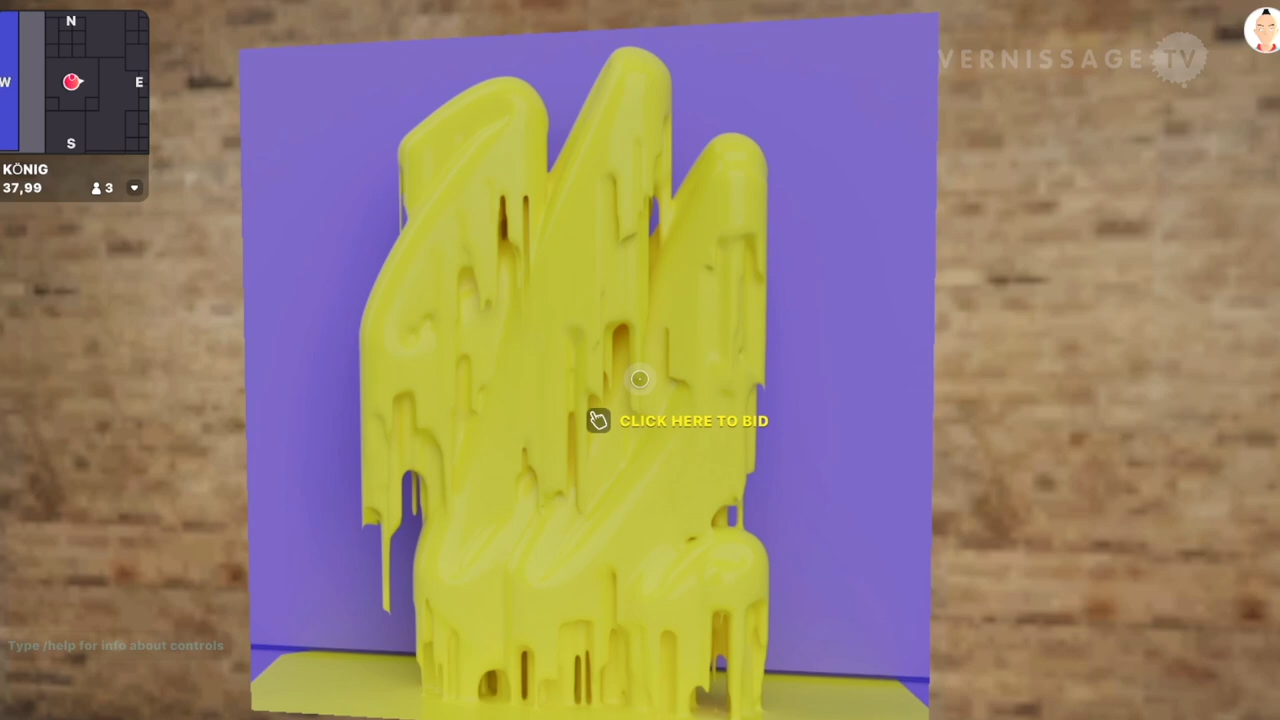 N
W
E
S
KÖNIG
37,99
3
VERNISSAGE TV
CLICK HERE TO BID
Type /help for info about controls